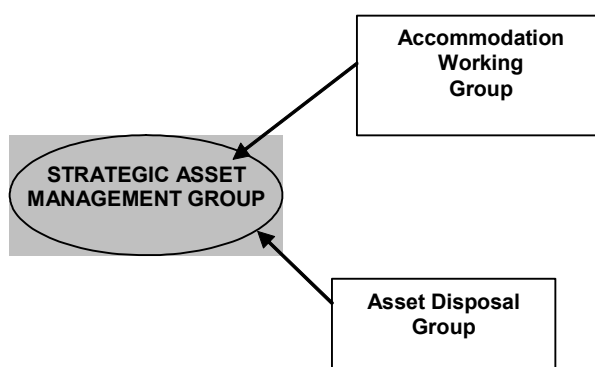 Accommodation
Working
Group
STRATEGIC ASSET
MANAGEMENT GROUP
Asset Disposal
Group